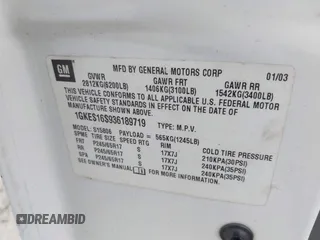 GM
MFD BY GENERAL MOTORS CORP 01/03
GVWR GAWR FRT GAWR RR
2812KG(6200LB) 1406KG(3100LB) 1542KG(3400LB)
THIS VEHICLE CONFORMS TO ALL APPLICABLE U.S. FEDERAL MOTOR
VEHICLE SAFETY STANDARDS IN EFFECT ON THE DATE OF
MANUFACTURE SHOWN ABOVE.
1GKES16S936189719 TYPE: M.P.V.
MODEL: S15806 PAYLOAD = 565KG(1245LB)
TIRE SIZE SPEED RTG RIM COLD TIRE PRESSURE
FRT P245/65R17 S 17X7J 210KPA(30PSI)
RR P245/65R17 S 17X7J 240KPA(35PSI)
SPA P245/65R17 S 17X7J 240KPA(35PSI)
SEE OWNER'S MANUAL
DREAMBID